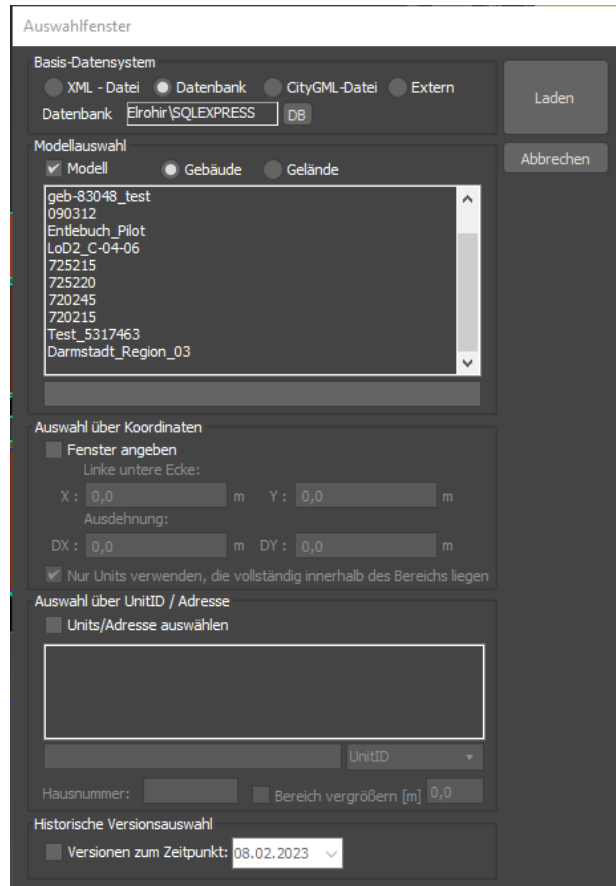 Auswahlfenster
Basis-Datensystem
XML - Datei Datenbank CityGML-Datei Extern
Laden
Datenbank Elrohir\SQLEXPRESS DB
Modellauswahl
Abbrechen
Modell Gebäude Gelände
geb-83048_test
090312
Entlebuch_Pilot
LoD2_C-04-06
725215
725220
720245
720215
Test_5317463
Darmstadt_Region_03
Auswahl über Koordinaten
Fenster angeben
Linke untere Ecke:
X : 0,0 m Y : 0,0 m
Ausdehnung:
DX : 0,0 m DY : 0,0 m
Nur Units verwenden, die vollständig innerhalb des Bereichs liegen
Auswahl über UnitID / Adresse
Units/Adresse auswählen
UnitID
Hausnummer: Bereich vergrößern [m] 0,0
Historische Versionsauswahl
Versionen zum Zeitpunkt: 08.02.2023